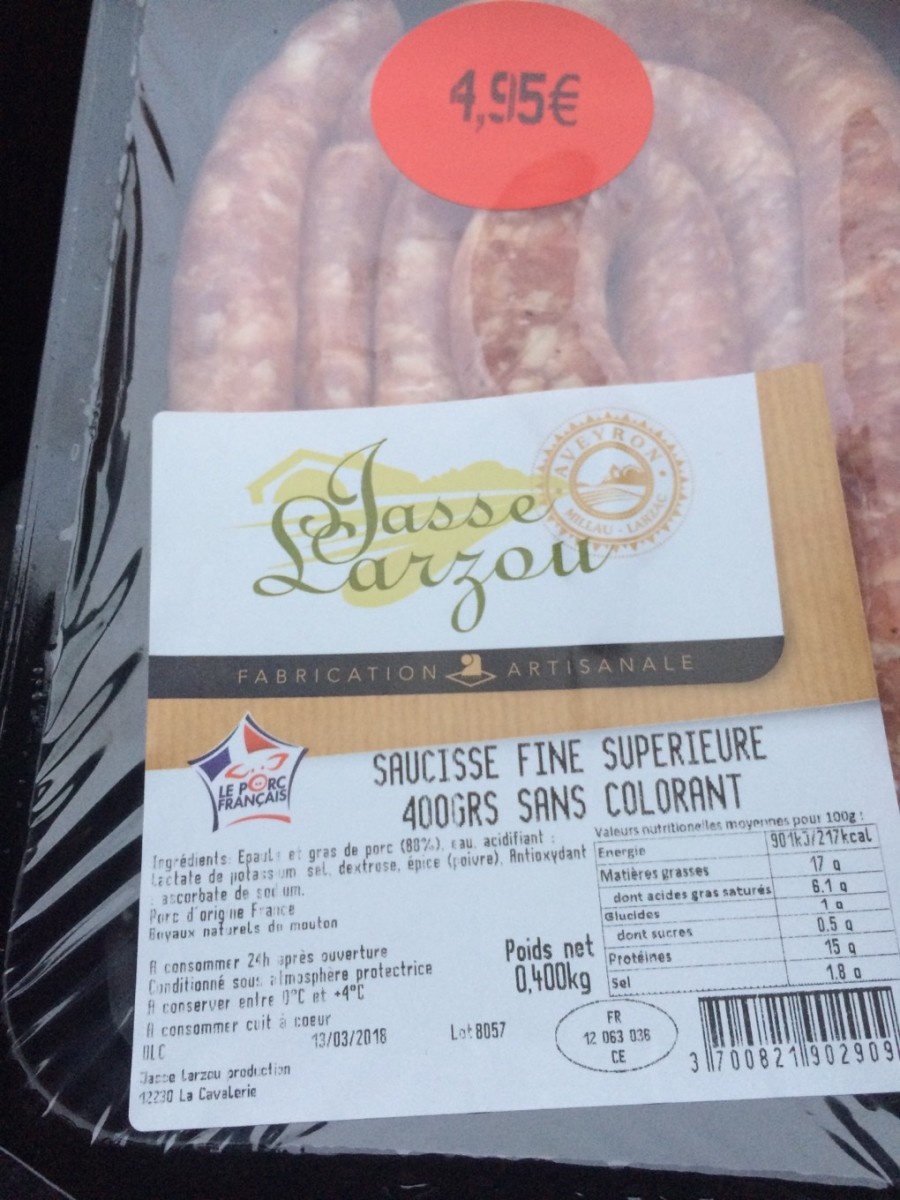 4,95€
AVEYRON
MILLAU - LARZAC
Jasse
Larzou
FABRICATION ARTISANALE
LE PORC
FRANÇAIS
SAUCISSE FINE SUPERIEURE
400GRS SANS COLORANT
Ingrédients: Epaule et gras de porc (88%), eau, acidifiant :
Lactate de potassium sel, dextrose, épice (poivre), Antioxydant
: ascorbate de sodium.
Porc d'origine France
Boyaux naturels du mouton
A consommer 24h après ouverture
Conditionné sous atmosphère protectrice
A conserver entre 0°C et +4°C
A consommer cuit à coeur
DLC 13/03/2018 Lot 8057
Jasse Larzou production
12230 La Cavalerie
Poids net
0,400kg
Valeurs nutritionelles moyennes pour 100g :
Energie 901kJ/217kcal
Matières grasses 17 g
dont acides gras saturés 6.1 g
Glucides 1 g
dont sucres 0.5 g
Protéines 15 g
Sel 1.8 g
FR
12 063 036
CE
3 700821 902909